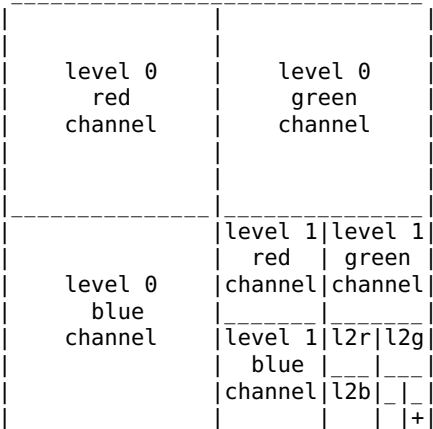 level 0 level 0
red green
channel channel
level 1 level 1
red green
level 0 channel channel
blue
channel level 1 l2r l2g
blue
channel l2b
+